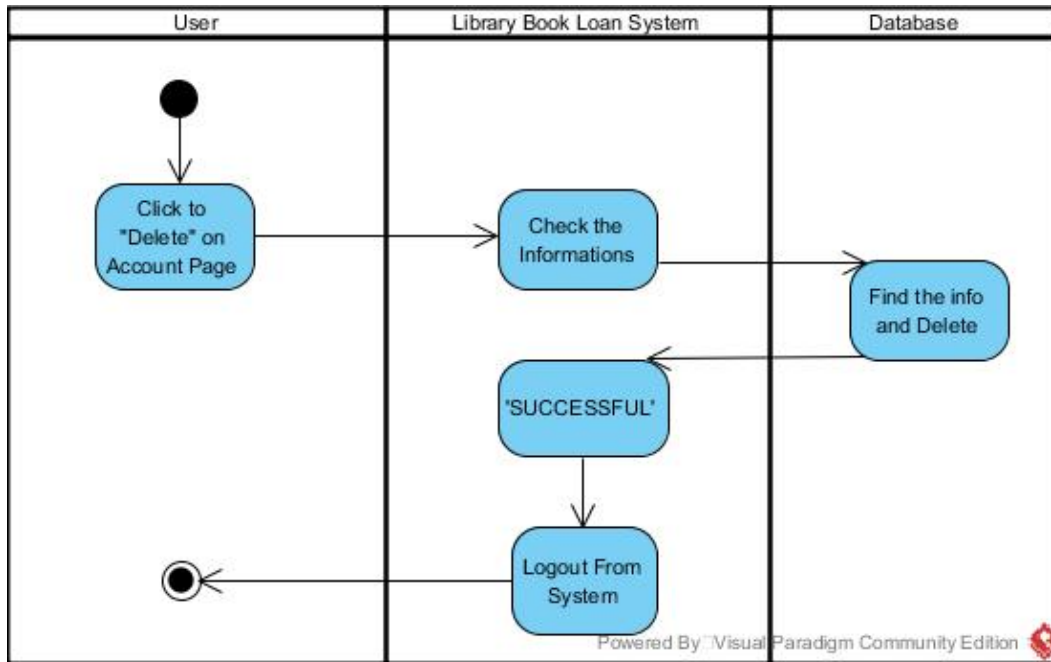 User
Library Book Loan System
Database
Click to
"Delete" on
Account Page
Check the
Informations
Find the info
and Delete
"SUCCESSFUL"
Logout From
System
Powered By Visual Paradigm Community Edition